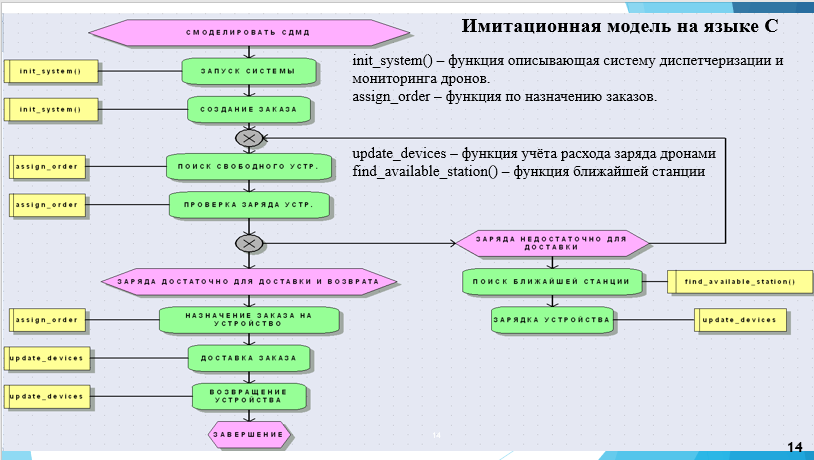 Имитационная модель на языке С
СМОДЕЛИРОВАТЬ СДМД
init_system() – функция описывающая систему диспетчеризации и
мониторинга дронов.
assign_order – функция по назначению заказов.
init_system()
ЗАПУСК СИСТЕМЫ
init_system()
СОЗДАНИЕ ЗАКАЗА
update_devices – функция учёта расхода заряда дронами
find_available_station() – функция ближайшей станции
assign_order
ПОИСК СВОБОДНОГО УСТР.
assign_order
ПРОВЕРКА ЗАРЯДА УСТР.
ЗАРЯДА НЕДОСТАТОЧНО ДЛЯ
ДОСТАВКИ
ЗАРЯДА ДОСТАТОЧНО ДЛЯ ДОСТАВКИ И ВОЗВРАТА
ПОИСК БЛИЖАЙШЕЙ СТАНЦИИ
find_available_station()
assign_order
НАЗНАЧЕНИЕ ЗАКАЗА НА
УСТРОЙСТВО
ЗАРЯДКА УСТРОЙСТВА
update_devices
update_devices
ДОСТАВКА ЗАКАЗА
update_devices
ВОЗВРАЩЕНИЕ
УСТРОЙСТВА
ЗАВЕРШЕНИЕ
14
14